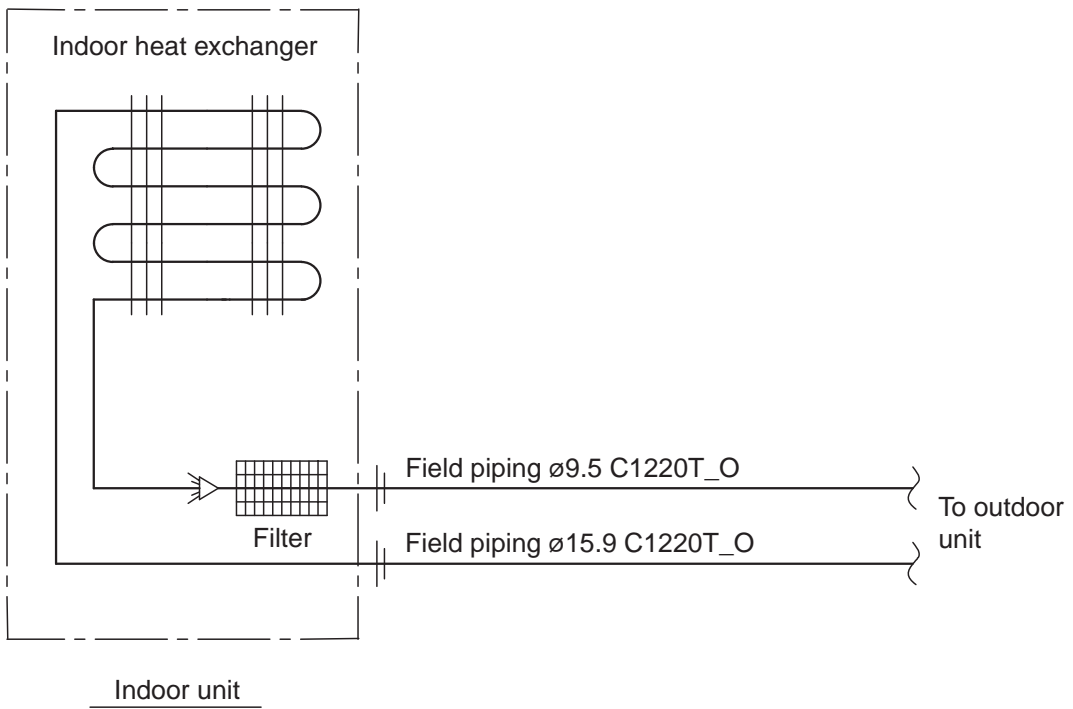 Indoor heat exchanger
Field piping ø9.5 C1220T_O
Filter
Field piping ø15.9 C1220T_O
To outdoor
unit
Indoor unit